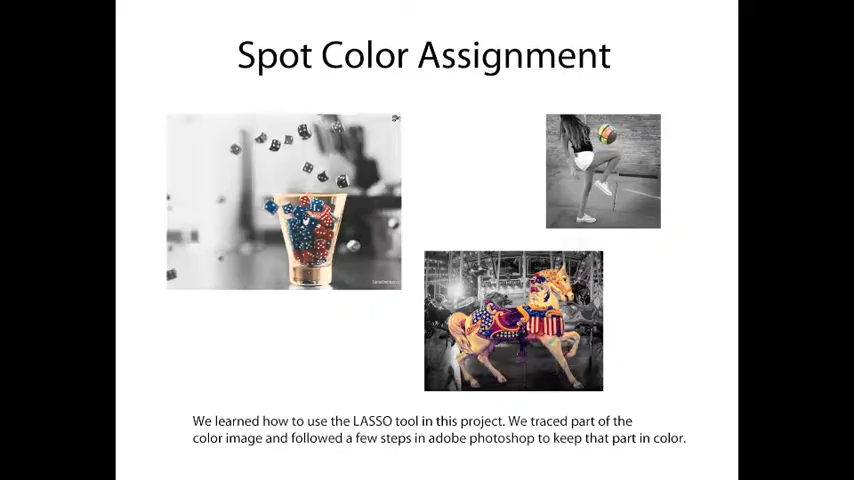 Spot Color Assignment
We learned how to use the LASSO tool in this project. We traced part of the
color image and followed a few steps in adobe photoshop to keep that part in color.